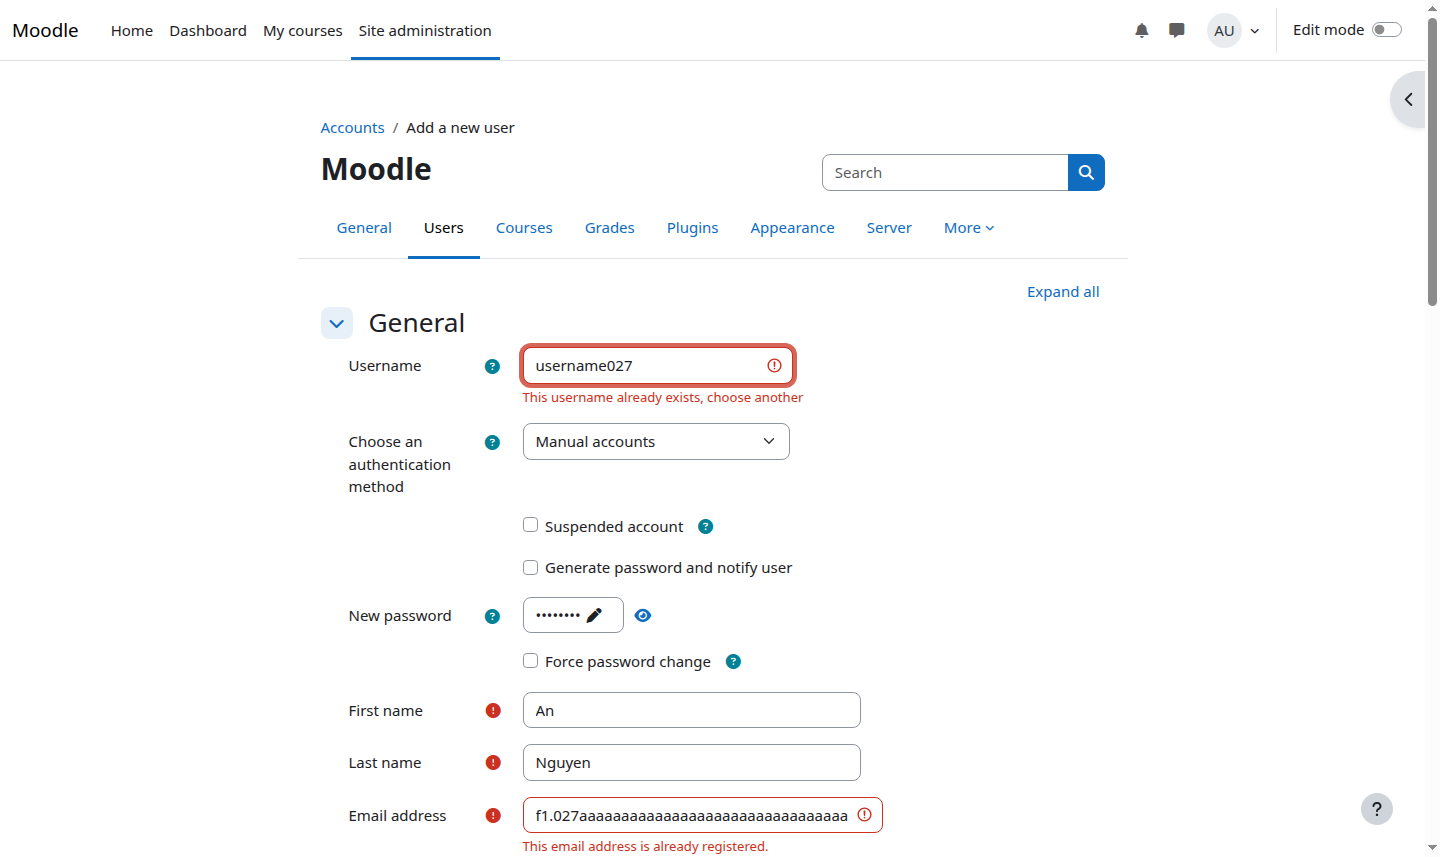 Moodle Home Dashboard My courses Site administration AU Edit mode
Accounts / Add a new user
Moodle
Search
General Users Courses Grades Plugins Appearance Server More
Expand all
General
Username username027
This username already exists, choose another
Choose an authentication method Manual accounts
Suspended account
Generate password and notify user
New password ••••••••
Force password change
First name An
Last name Nguyen
Email address f1.027aaaaaaaaaaaaaaaaaaaaaaaaaaaaaaaa
This email address is already registered.